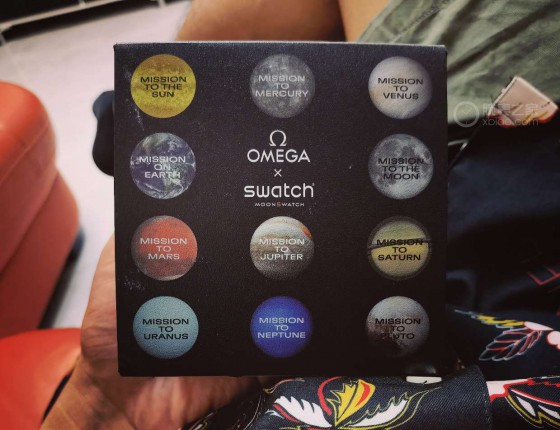 MISSION
TO THE
SUN
MISSION
TO
MERCURY
MISSION
TO
VENUS
MISSION
ON
EARTH
Ω
OMEGA
×
swatch
MOONSWATCH
MISSION
TO THE
MOON
MISSION
TO
MARS
MISSION
TO
JUPITER
MISSION
TO
SATURN
MISSION
TO
URANUS
MISSION
TO
NEPTUNE
MISSION
TO
PLUTO